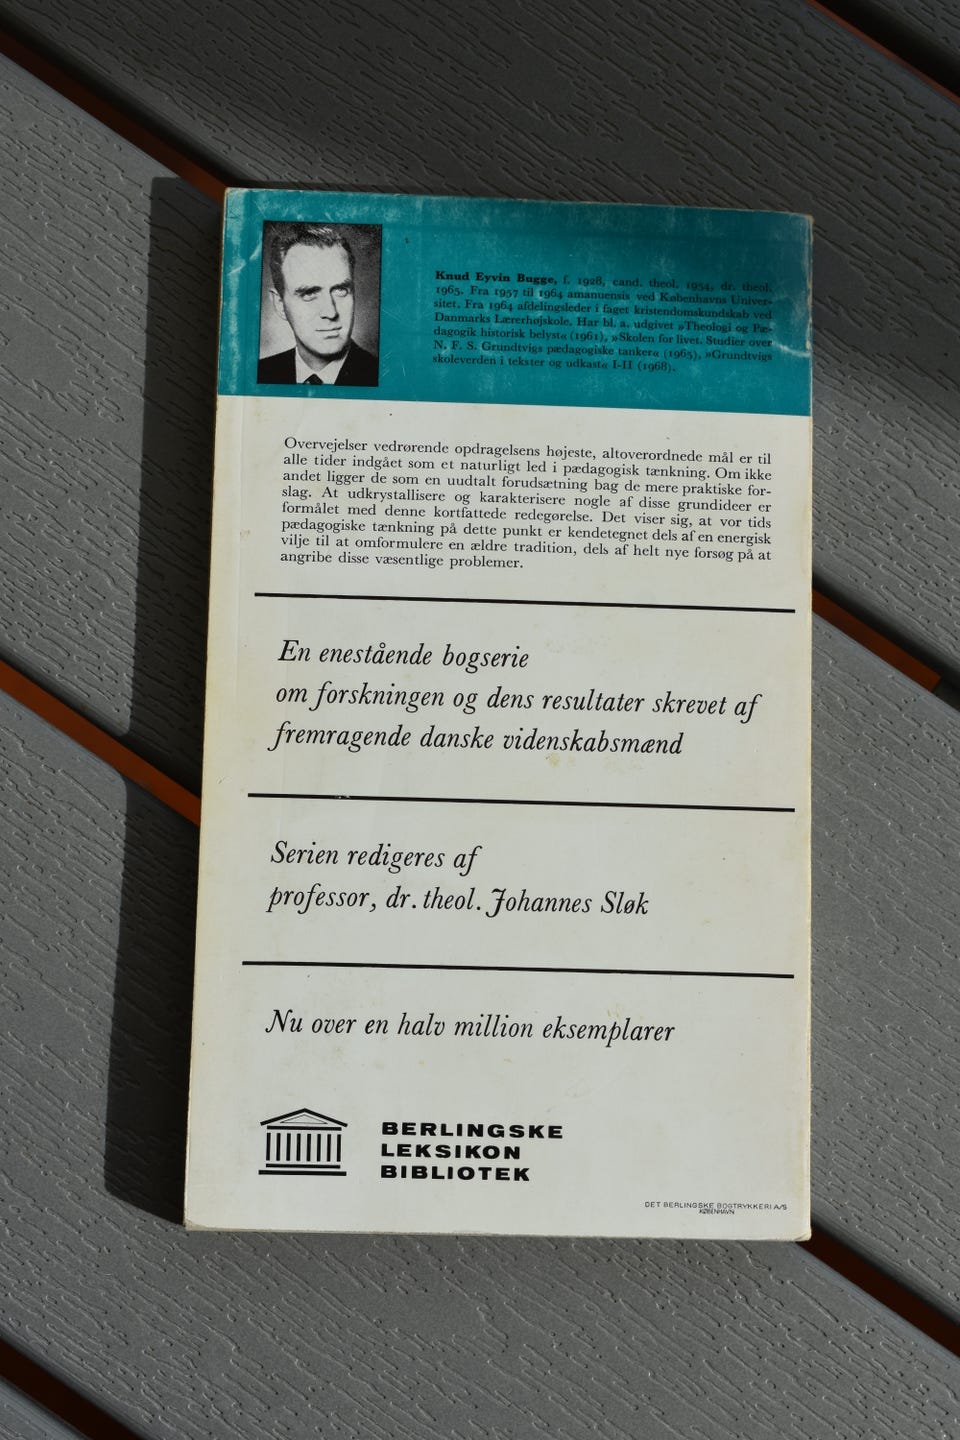 Knud Eyvin Bugge, f. 1928, cand. theol. 1954, dr. theol.
1965. Fra 1957 til 1964 amanuensis ved Københavns Univer-
sitet. Fra 1964 afdelingsleder i faget kristendomskundskab ved
Danmarks Lærerhøjskole. Har bl. a. udgivet »Theologi og Pæ-
dagogik historisk belyst« (1961), »Skolen for livet. Studier over
N. F. S. Grundtvigs pædagogiske tanker« (1965), »Grundtvigs
skoleverden i tekster og udkast« I-II (1968).
Overvejelser vedrørende opdragelsens højeste, altoverordnede mål er til
alle tider indgået som et naturligt led i pædagogisk tænkning. Om ikke
andet ligger de som en uudtalt forudsætning bag de mere praktiske for-
slag. At udkrystallisere og karakterisere nogle af disse grundideer er
formålet med denne kortfattede redegørelse. Det viser sig, at vor tids
pædagogiske tænkning på dette punkt er kendetegnet dels af en energisk
vilje til at omformulere en ældre tradition, dels af helt nye forsøg på at
angribe disse væsentlige problemer.
En enestående bogserie
om forskningen og dens resultater skrevet af
fremragende danske videnskabsmænd
Serien redigeres af
professor, dr. theol. Johannes Sløk
Nu over en halv million eksemplarer
BERLINGSKE
LEKSIKON
BIBLIOTEK
DET BERLINGSKE BOGTRYKKERI A/S
KØBENHAVN